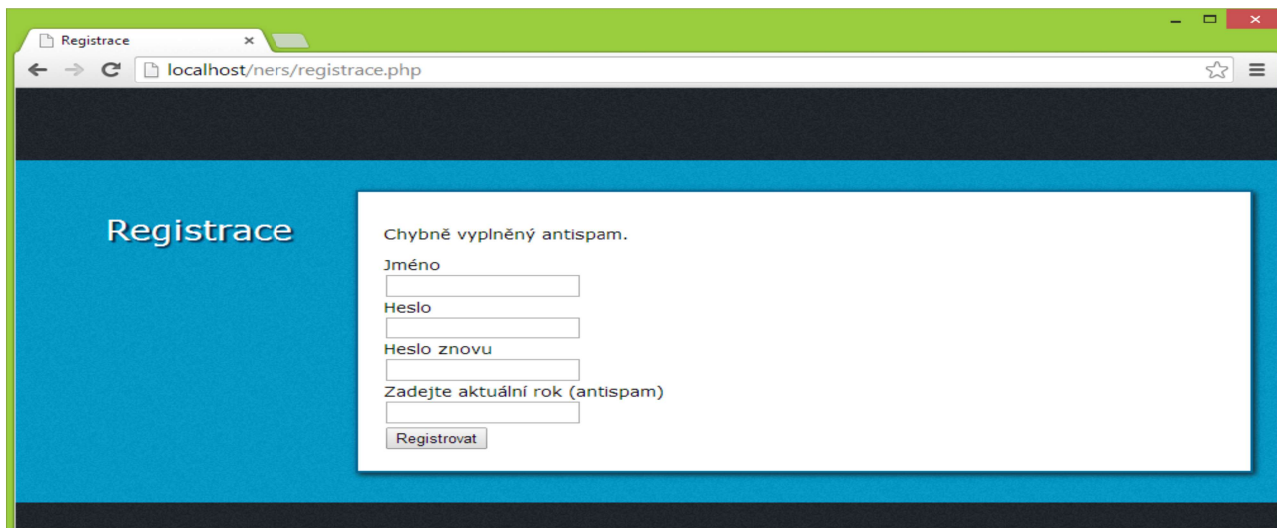 Registrace
localhost/ners/registrace.php
Registrace
Chybně vyplněný antispam.
Jméno
Heslo
Heslo znovu
Zadejte aktuální rok (antispam)
Registrovat